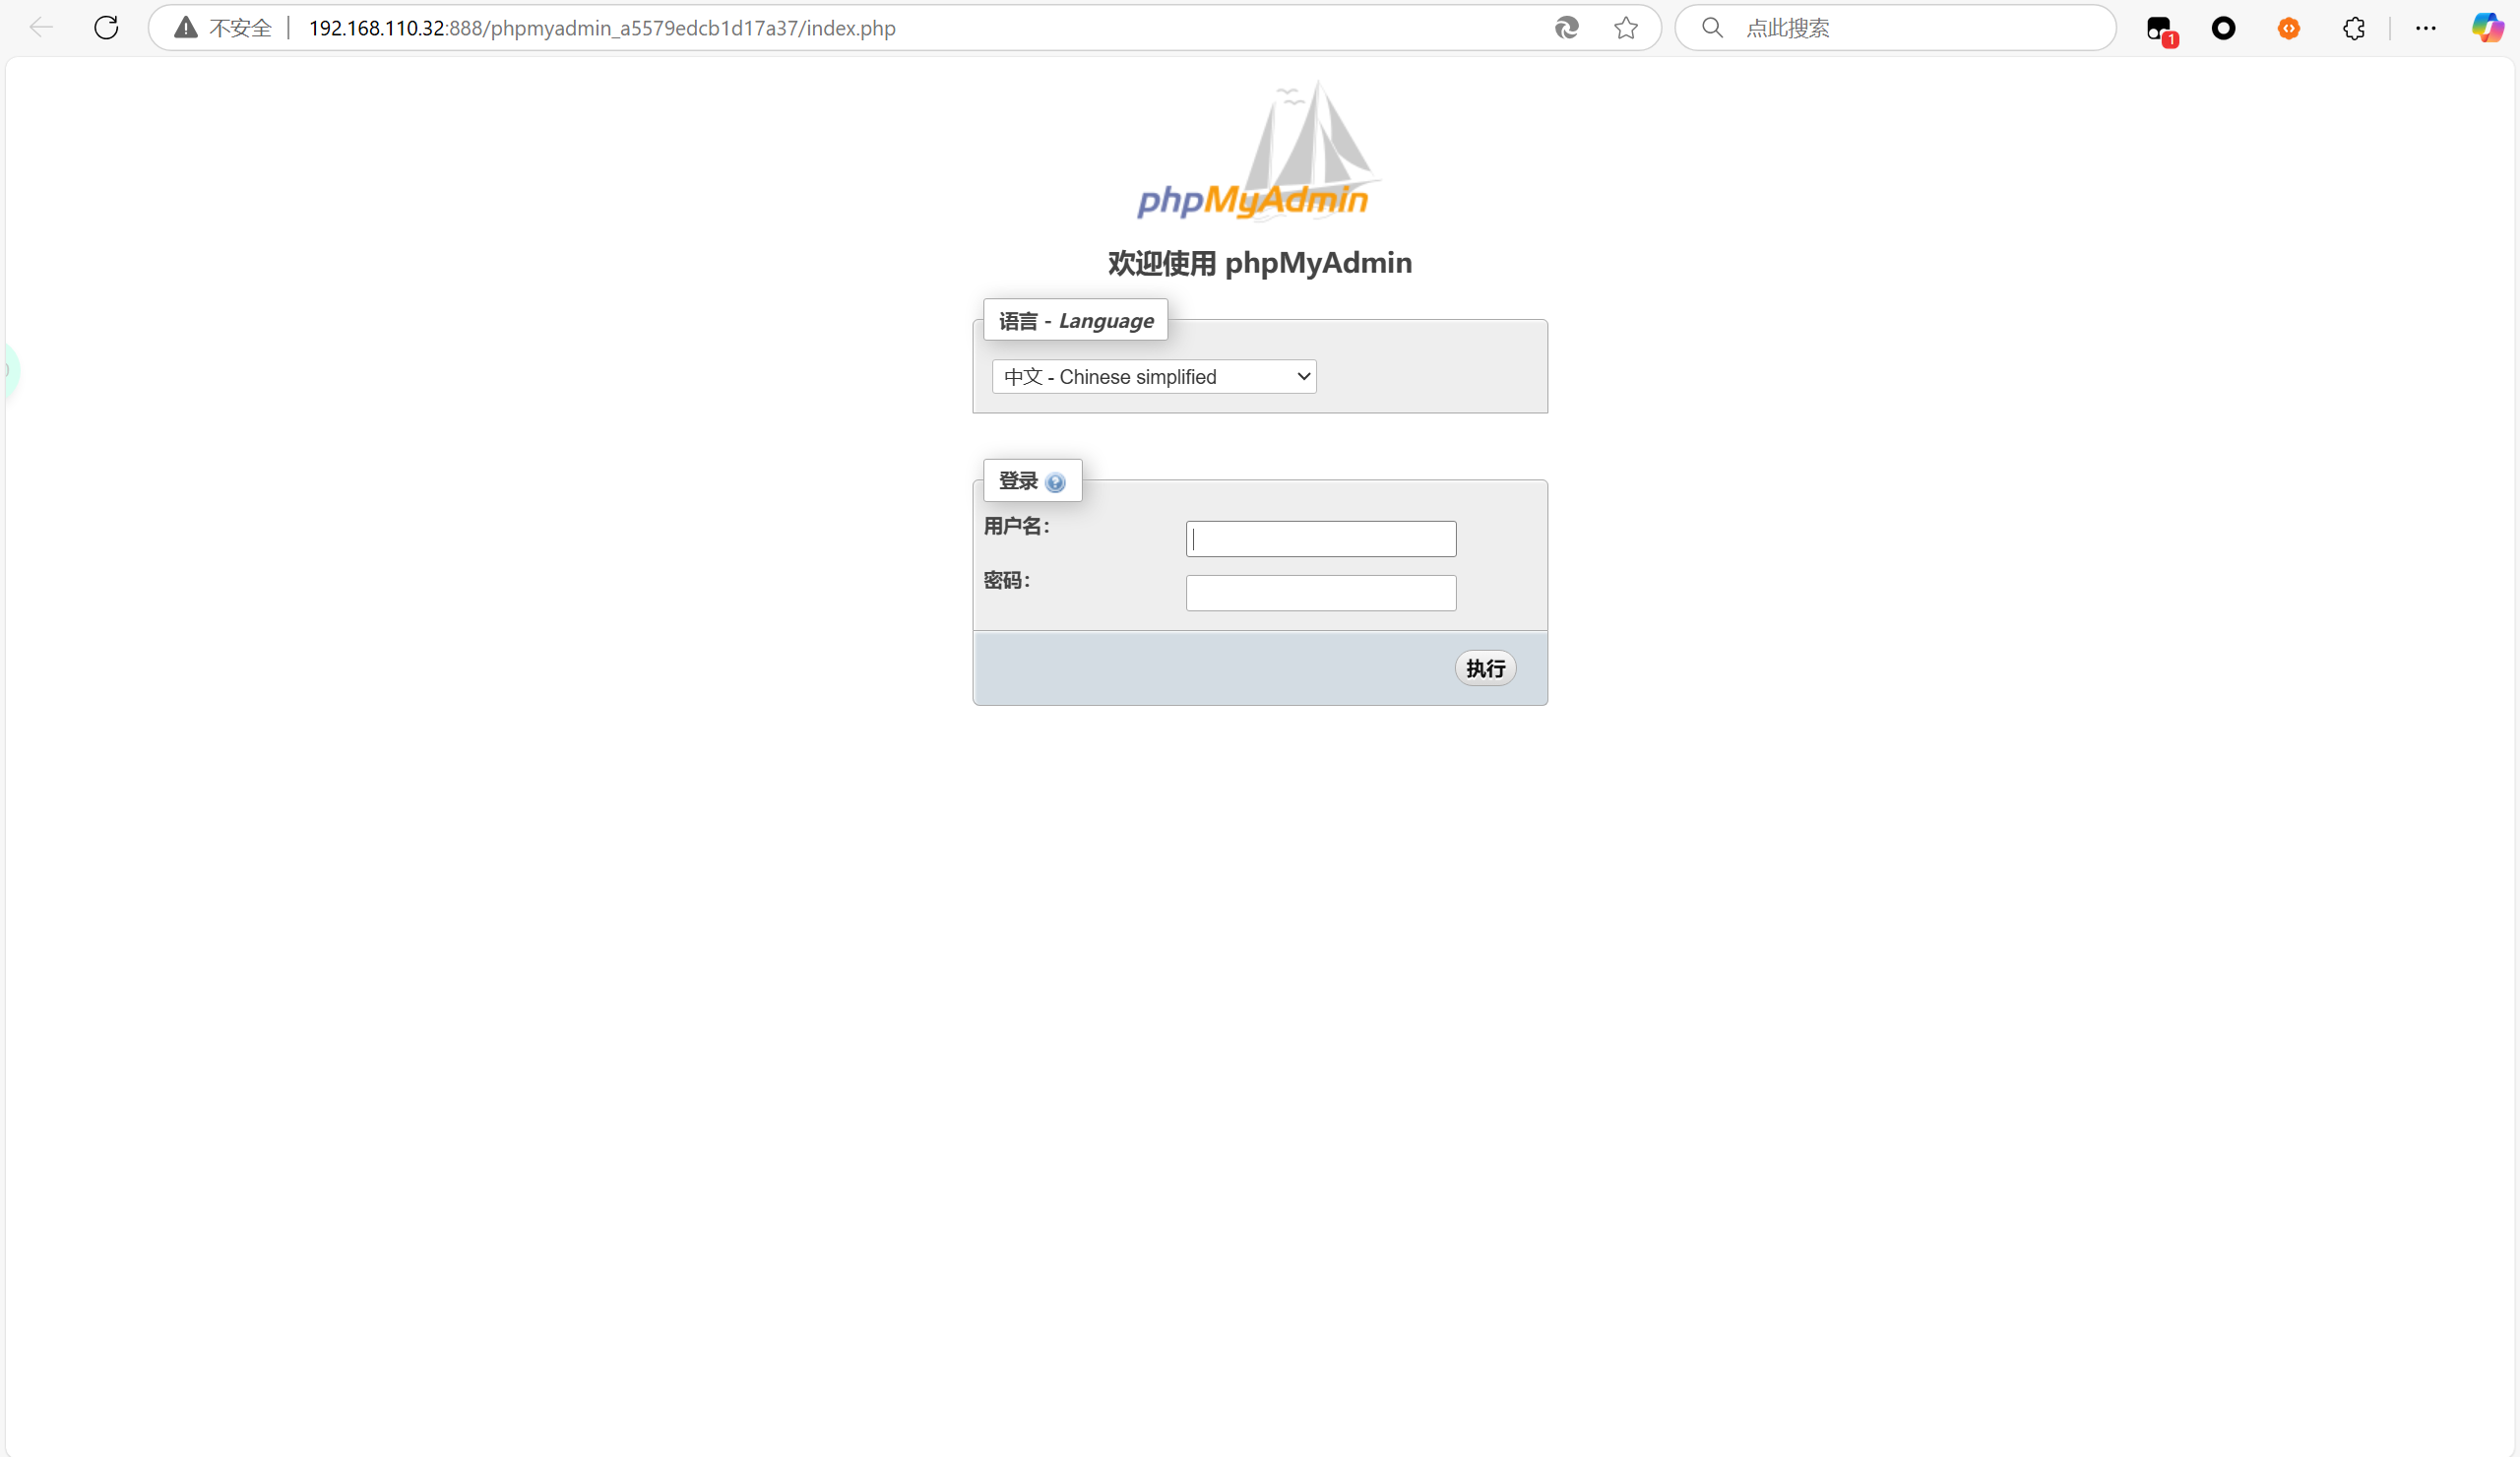 不安全
192.168.110.32:888/phpmyadmin_a5579edcb1d17a37/index.php
点此搜索
1
phpMyAdmin
欢迎使用 phpMyAdmin
语言 - Language
中文 - Chinese simplified
登录
用户名：
密码：
执行